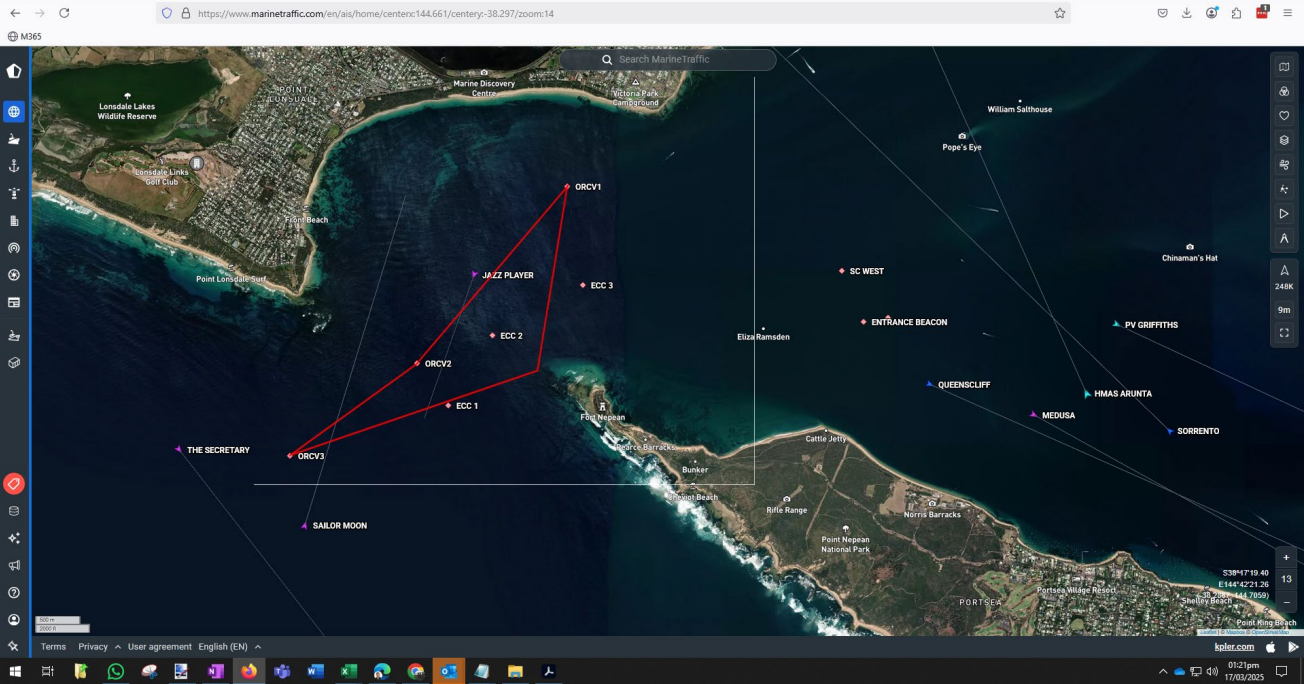 https://www.marinetraffic.com/en/ais/home/centerx:144.661/centery:-38.297/zoom:14
M365
Search MarineTraffic
Marine Discovery
Centre
Victoria Park
Campground
POINT
LONSDALE
Lonsdale Lakes
Wildlife Reserve
William Salthouse
Pope's Eye
Lonsdale Links
Golf Club
ORCV1
Front Beach
Chinaman's Hat
Point Lonsdale Surf
JAZZ PLAYER
SC WEST
ECC 3
248K
9m
ENTRANCE BEACON
PV GRIFFITHS
ECC 2
Eliza Ramsden
ORCV2
QUEENSCLIFF
HMAS ARUNTA
ECC 1
Fort Nepean
MEDUSA
SORRENTO
Cattle Jetty
Pearce Barracks
THE SECRETARY
ORCV3
Bunker
Cheviot Beach
Rifle Range
Norris Barracks
SAILOR MOON
Point Nepean
National Park
S38°17'19.40
E144°42'21.26
13
Portsea Village Resort
Shelley Beach
PORTSEA
Point King Beach
500 m
2000 ft
Leaflet | © Mapbox © OpenStreetMap
Terms
Privacy
User agreement
English (EN)
kpler.com
01:21pm
17/03/2025